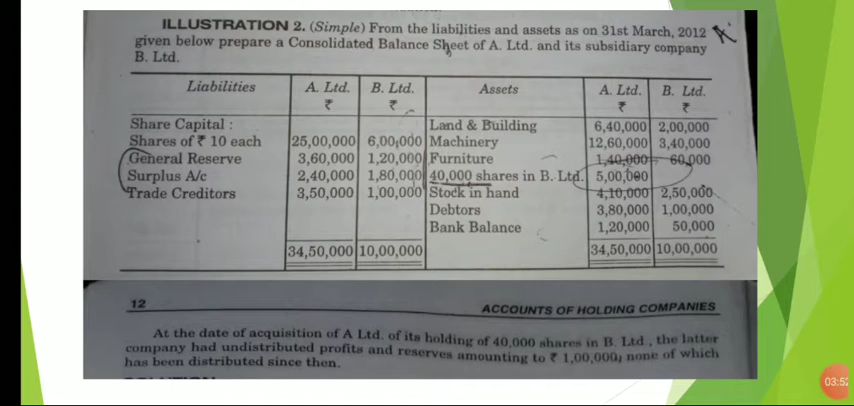 ILLUSTRATION 2. (Simple) From the liabilities and assets as on 31st March, 2012
given below prepare a Consolidated Balance Sheet of A. Ltd. and its subsidiary company
B. Ltd.
Liabilities A. Ltd. B. Ltd. Assets A. Ltd. B. Ltd.
₹ ₹ ₹ ₹
Share Capital : Land & Building 6,40,000 2,00,000
Shares of ₹ 10 each 25,00,000 6,00,000 Machinery 12,60,000 3,40,000
General Reserve 3,60,000 1,20,000 Furniture 1,40,000 60,000
Surplus A/c 2,40,000 1,80,000 40,000 shares in B. Ltd. 5,00,000
Trade Creditors 3,50,000 1,00,000 Stock in hand 4,10,000 2,50,000
Debtors 3,80,000 1,00,000
Bank Balance 1,20,000 50,000
34,50,000 10,00,000 34,50,000 10,00,000
12 ACCOUNTS OF HOLDING COMPANIES
At the date of acquisition of A Ltd. of its holding of 40,000 shares in B. Ltd., the latter
company had undistributed profits and reserves amounting to ₹ 1,00,000, none of which
has been distributed since then.